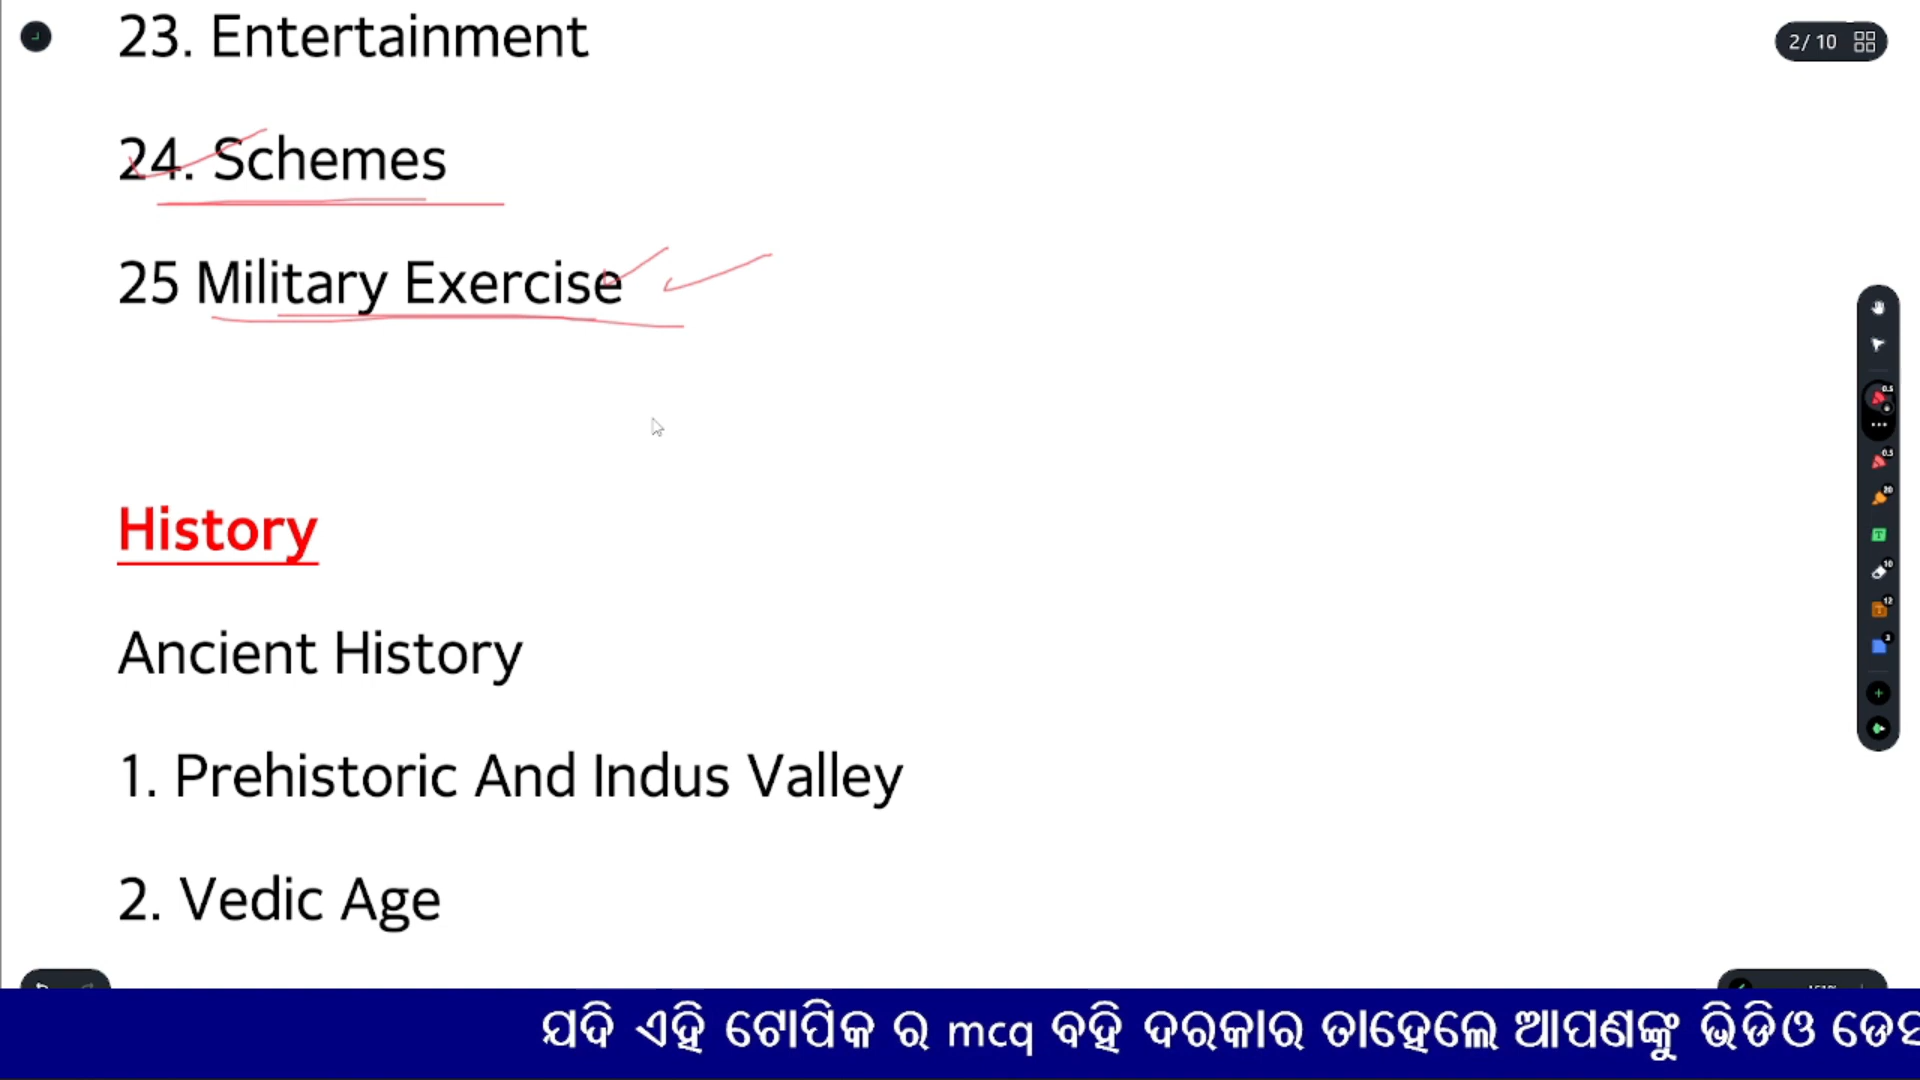 23. Entertainment
2/ 10
24. Schemes
25 Military Exercise
History
Ancient History
1. Prehistoric And Indus Valley
2. Vedic Age
ଯଦି ଏହି ଟୋପିକ ର mcq ବହି ଦରକାର ତାହେଲେ ଆପଣଙ୍କୁ ଭିଡିଓ ଡେସ